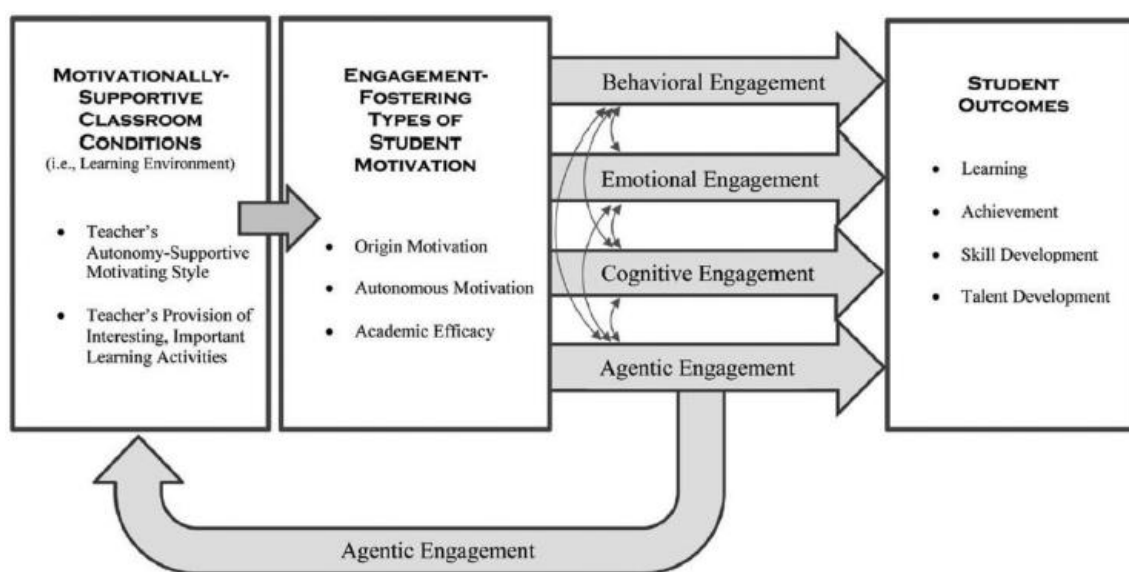 MOTIVATIONALLY-
SUPPORTIVE
CLASSROOM
CONDITIONS
(i.e., Learning Environment)
• Teacher's
Autonomy-Supportive
Motivating Style
• Teacher's Provision of
Interesting, Important
Learning Activities
ENGAGEMENT-
FOSTERING
TYPES OF
STUDENT
MOTIVATION
• Origin Motivation
• Autonomous Motivation
• Academic Efficacy
Behavioral Engagement
Emotional Engagement
Cognitive Engagement
Agentic Engagement
STUDENT
OUTCOMES
• Learning
• Achievement
• Skill Development
• Talent Development
Agentic Engagement